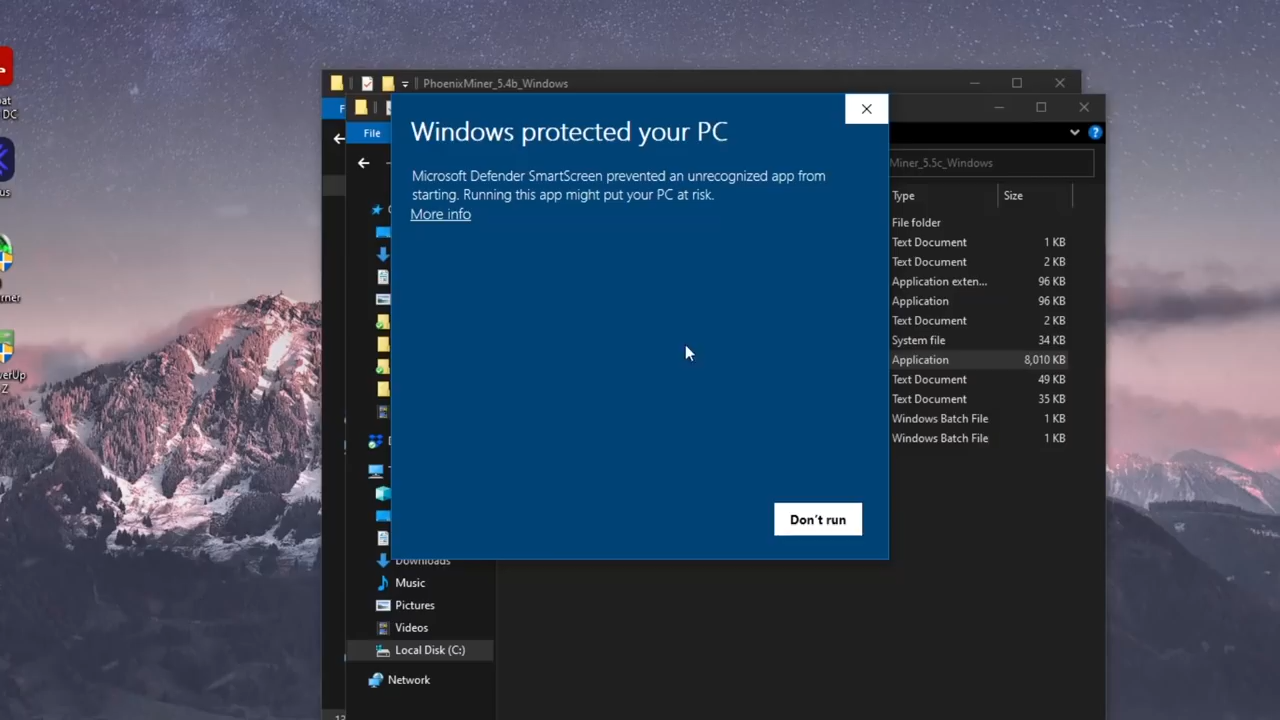 PhoenixMiner_5.4b_Windows
File
Windows protected your PC
Microsoft Defender SmartScreen prevented an unrecognized app from
starting. Running this app might put your PC at risk.
More info
Don't run
Miner_5.5c_Windows
Type Size
File folder
Text Document 1 KB
Text Document 2 KB
Application exten... 96 KB
Application 96 KB
Text Document 2 KB
System file 34 KB
Application 8,010 KB
Text Document 49 KB
Text Document 35 KB
Windows Batch File 1 KB
Windows Batch File 1 KB
Downloads
Music
Pictures
Videos
Local Disk (C:)
Network
DC
Z